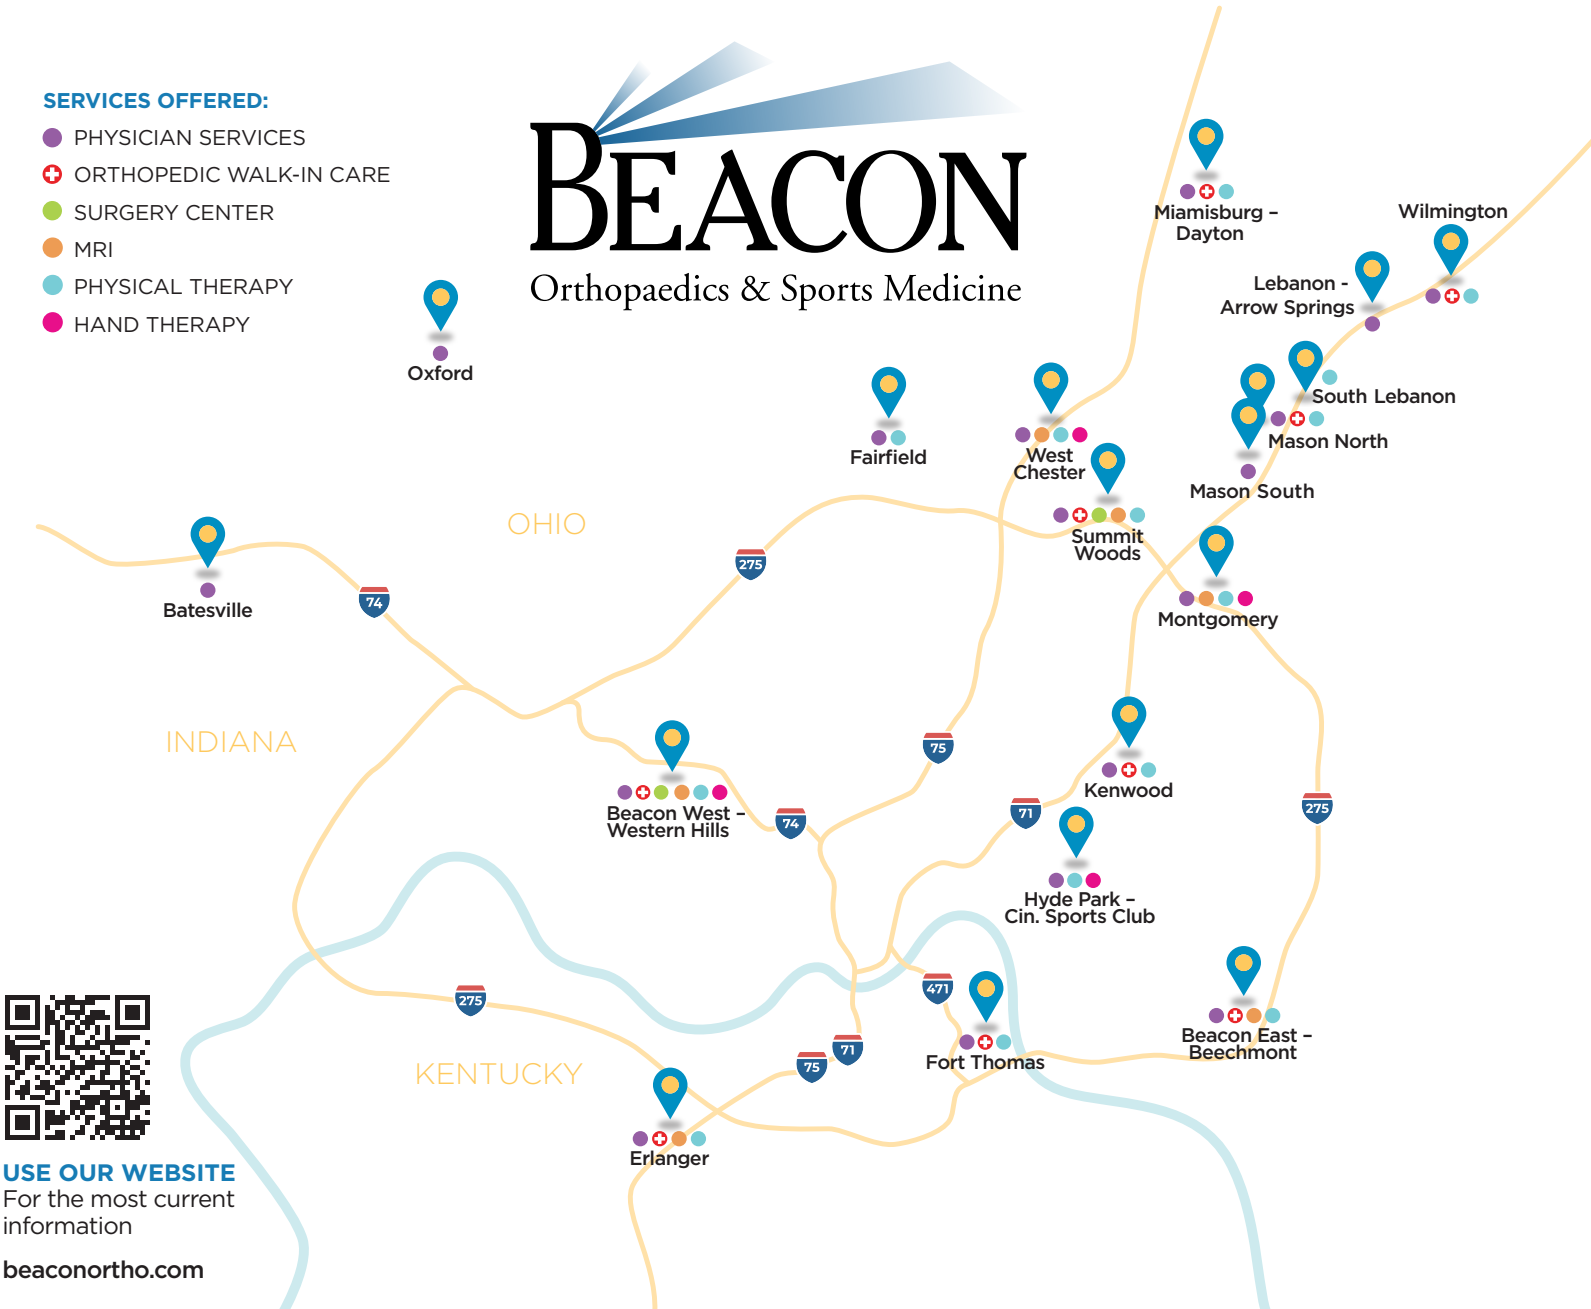 SERVICES OFFERED:
PHYSICIAN SERVICES
ORTHOPEDIC WALK-IN CARE
SURGERY CENTER
MRI
PHYSICAL THERAPY
HAND THERAPY
BEACON
Orthopaedics & Sports Medicine
Miamisburg –
Dayton
Wilmington
Lebanon -
Arrow Springs
Oxford
South Lebanon
Mason North
Mason South
Fairfield
West
Chester
Summit
Woods
OHIO
275
Batesville
74
Montgomery
INDIANA
75
Kenwood
Beacon West –
Western Hills
74
71
275
Hyde Park –
Cin. Sports Club
275
471
Fort Thomas
Beacon East –
Beechmont
KENTUCKY
75
71
Erlanger
USE OUR WEBSITE
For the most current
information
beaconortho.com